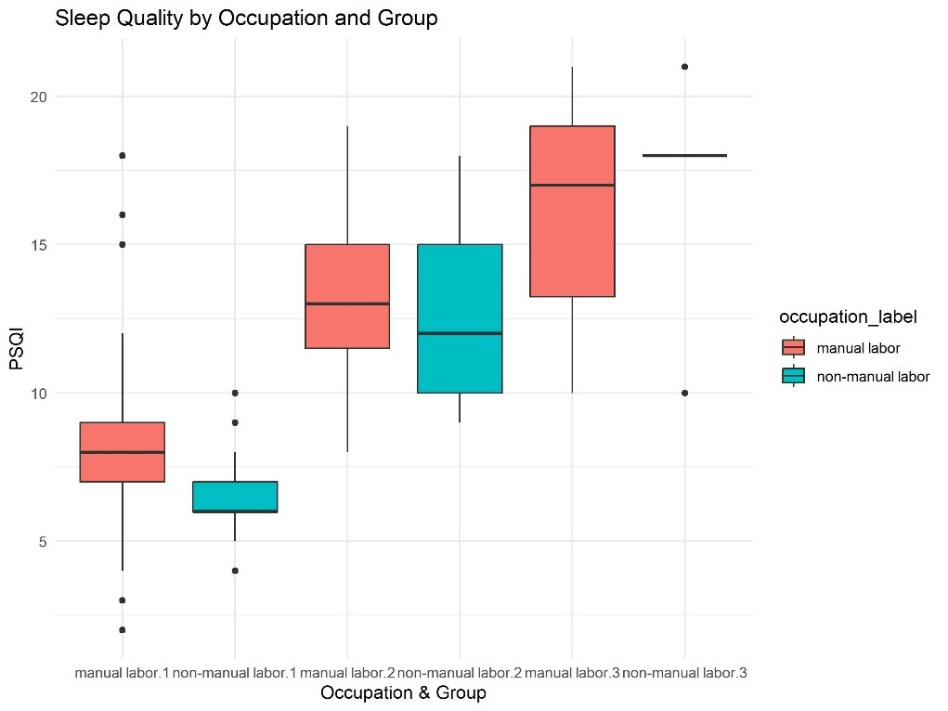 Sleep Quality by Occupation and Group
20
15
10
5
PSQI
manual labor.1 non-manual labor.1 manual labor.2 non-manual labor.2 manual labor.3 non-manual labor.3
Occupation & Group
occupation_label
manual labor
non-manual labor